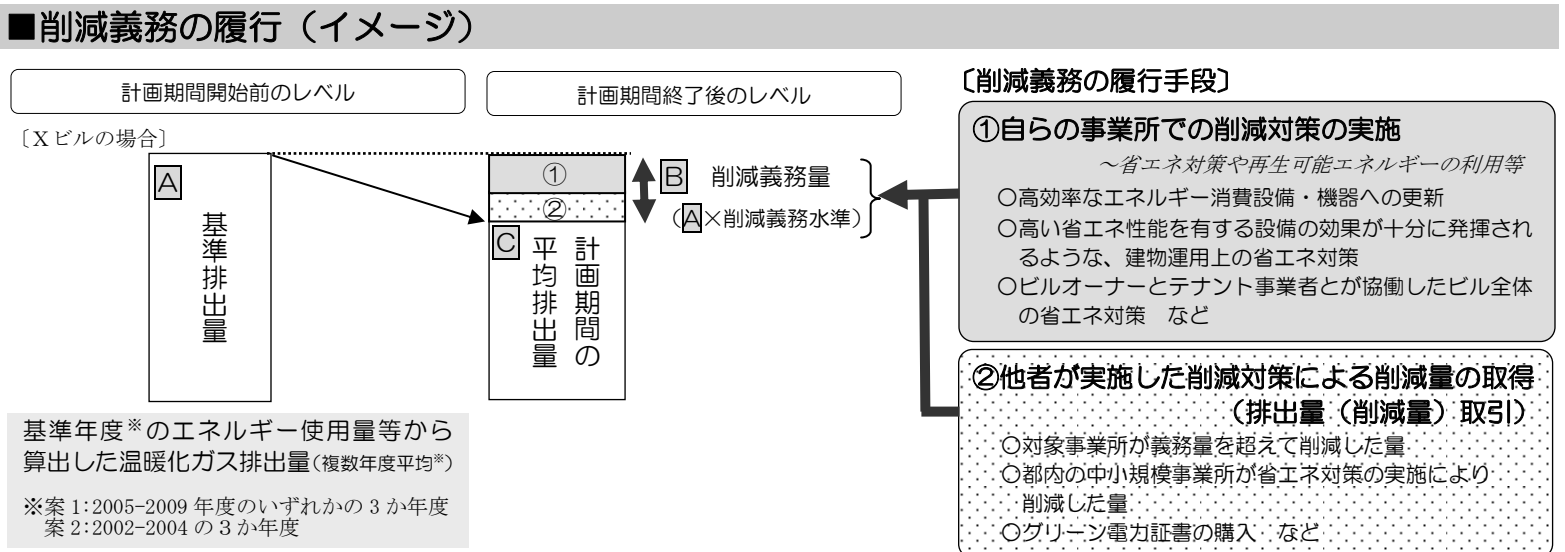 ■削減義務の履行（イメージ）
計画期間開始前のレベル
計画期間終了後のレベル
〔Xビルの場合〕
A
基準排出量
①
②
C
計画期間の
平均排出量
B 削減義務量
（A×削減義務水準）
基準年度※のエネルギー使用量等から
算出した温暖化ガス排出量（複数年度平均※）
※案1:2005-2009年度のいずれかの3か年度
案2:2002-2004の３か年度
〔削減義務の履行手段〕
①自らの事業所での削減対策の実施
～省エネ対策や再生可能エネルギーの利用等
○高効率なエネルギー消費設備・機器への更新
○高い省エネ性能を有する設備の効果が十分に発揮され
るような、建物運用上の省エネ対策
○ビルオーナーとテナント事業者とが協働したビル全体
の省エネ対策　など
②他者が実施した削減対策による削減量の取得
（排出量（削減量）取引）
○対象事業所が義務量を超えて削減した量
○都内の中小規模事業所が省エネ対策の実施により
削減した量
○グリーン電力証書の購入　など